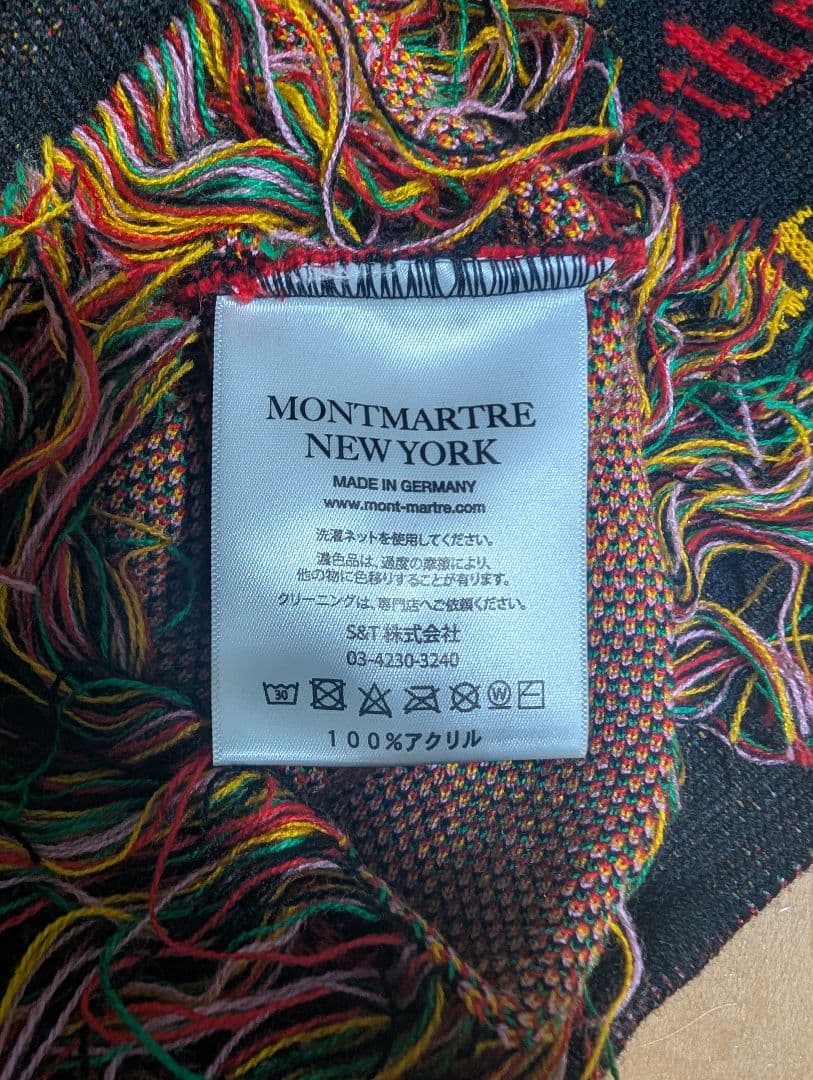 MONTMARTRE
NEW YORK
MADE IN GERMANY
www.mont-martre.com
洗濯ネットを使用してください。
濃色品は、過度の摩擦により、
他の物に色移りすることが有ります。
クリーニングは、専門店へご依頼ください。
S&T 株式会社
03-4230-3240
30
W
100%アクリル